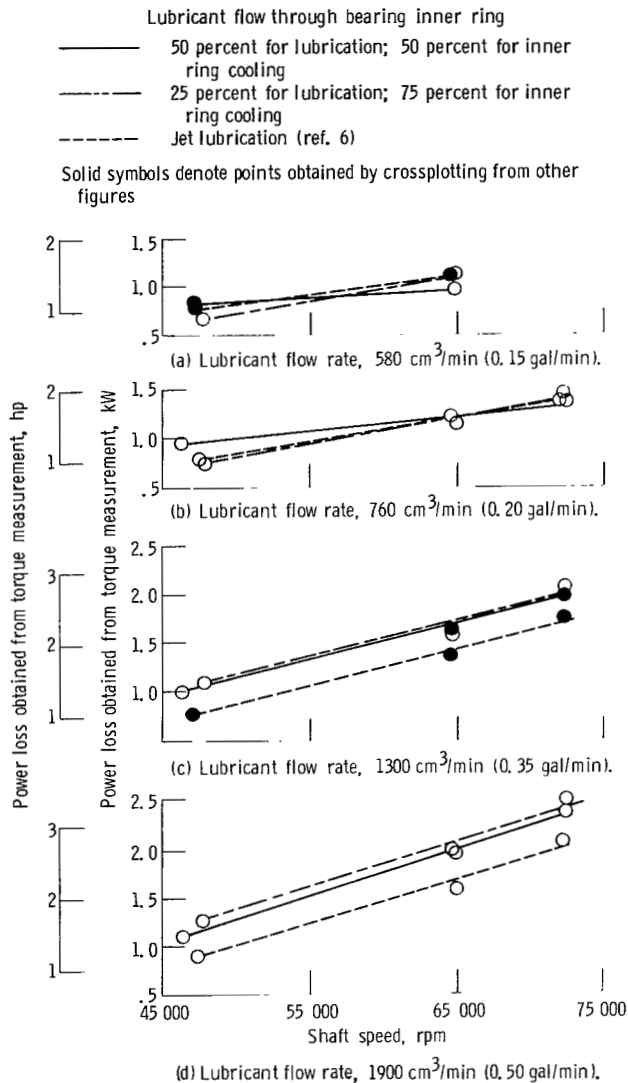 Lubricant flow through bearing inner ring
50 percent for lubrication; 50 percent for inner
ring cooling
25 percent for lubrication; 75 percent for inner
ring cooling
Jet lubrication (ref. 6)
Solid symbols denote points obtained by crossplotting from other
figures
2
1
1.5
1.0
.5
(a) Lubricant flow rate, 580 cm³/min (0.15 gal/min).
2
1
1.5
1.0
.5
(b) Lubricant flow rate, 760 cm³/min (0.20 gal/min).
Power loss obtained from torque measurement, hp
Power loss obtained from torque measurement, kW
3
2
1
2.5
2.0
1.5
1.0
(c) Lubricant flow rate, 1300 cm³/min (0.35 gal/min).
3
2
1
2.5
2.0
1.5
1.0
.5
45 000 55 000 65 000 75 000
Shaft speed, rpm
(d) Lubricant flow rate, 1900 cm³/min (0.50 gal/min).